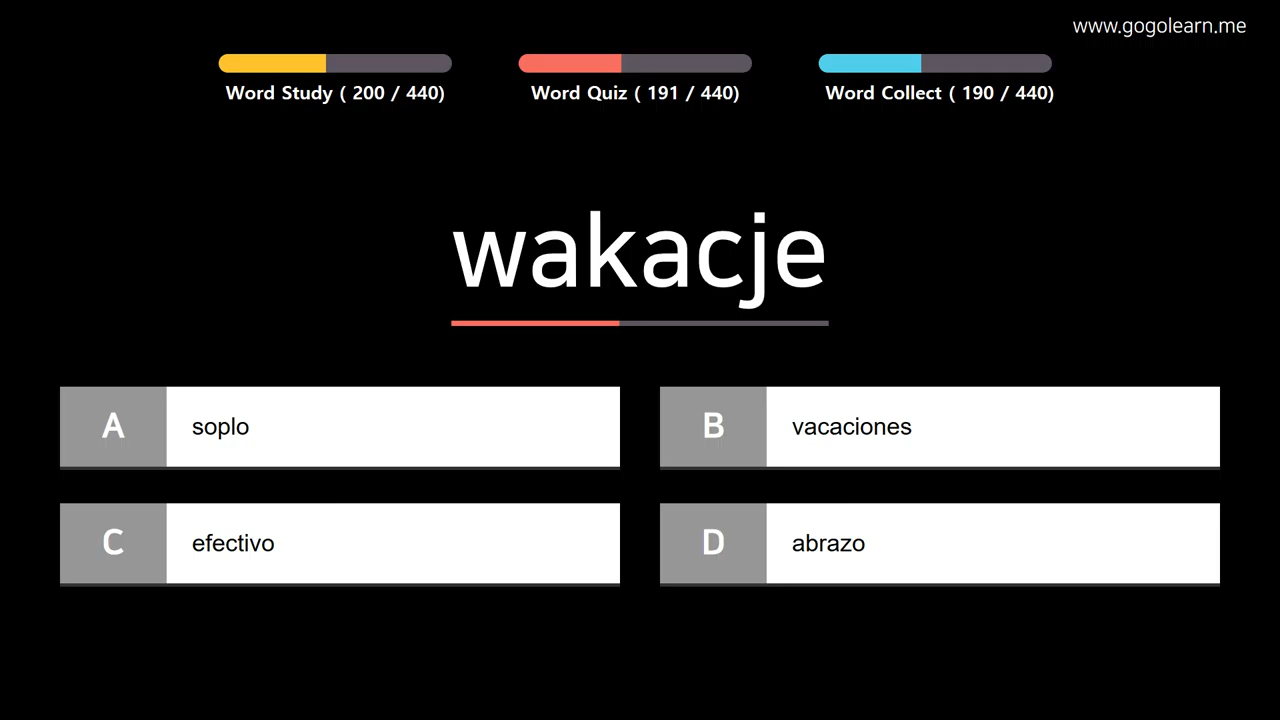 www.gogolearn.me
Word Study ( 200 / 440)
Word Quiz ( 191 / 440)
Word Collect ( 190 / 440)
wakacje
A soplo
B vacaciones
C efectivo
D abrazo